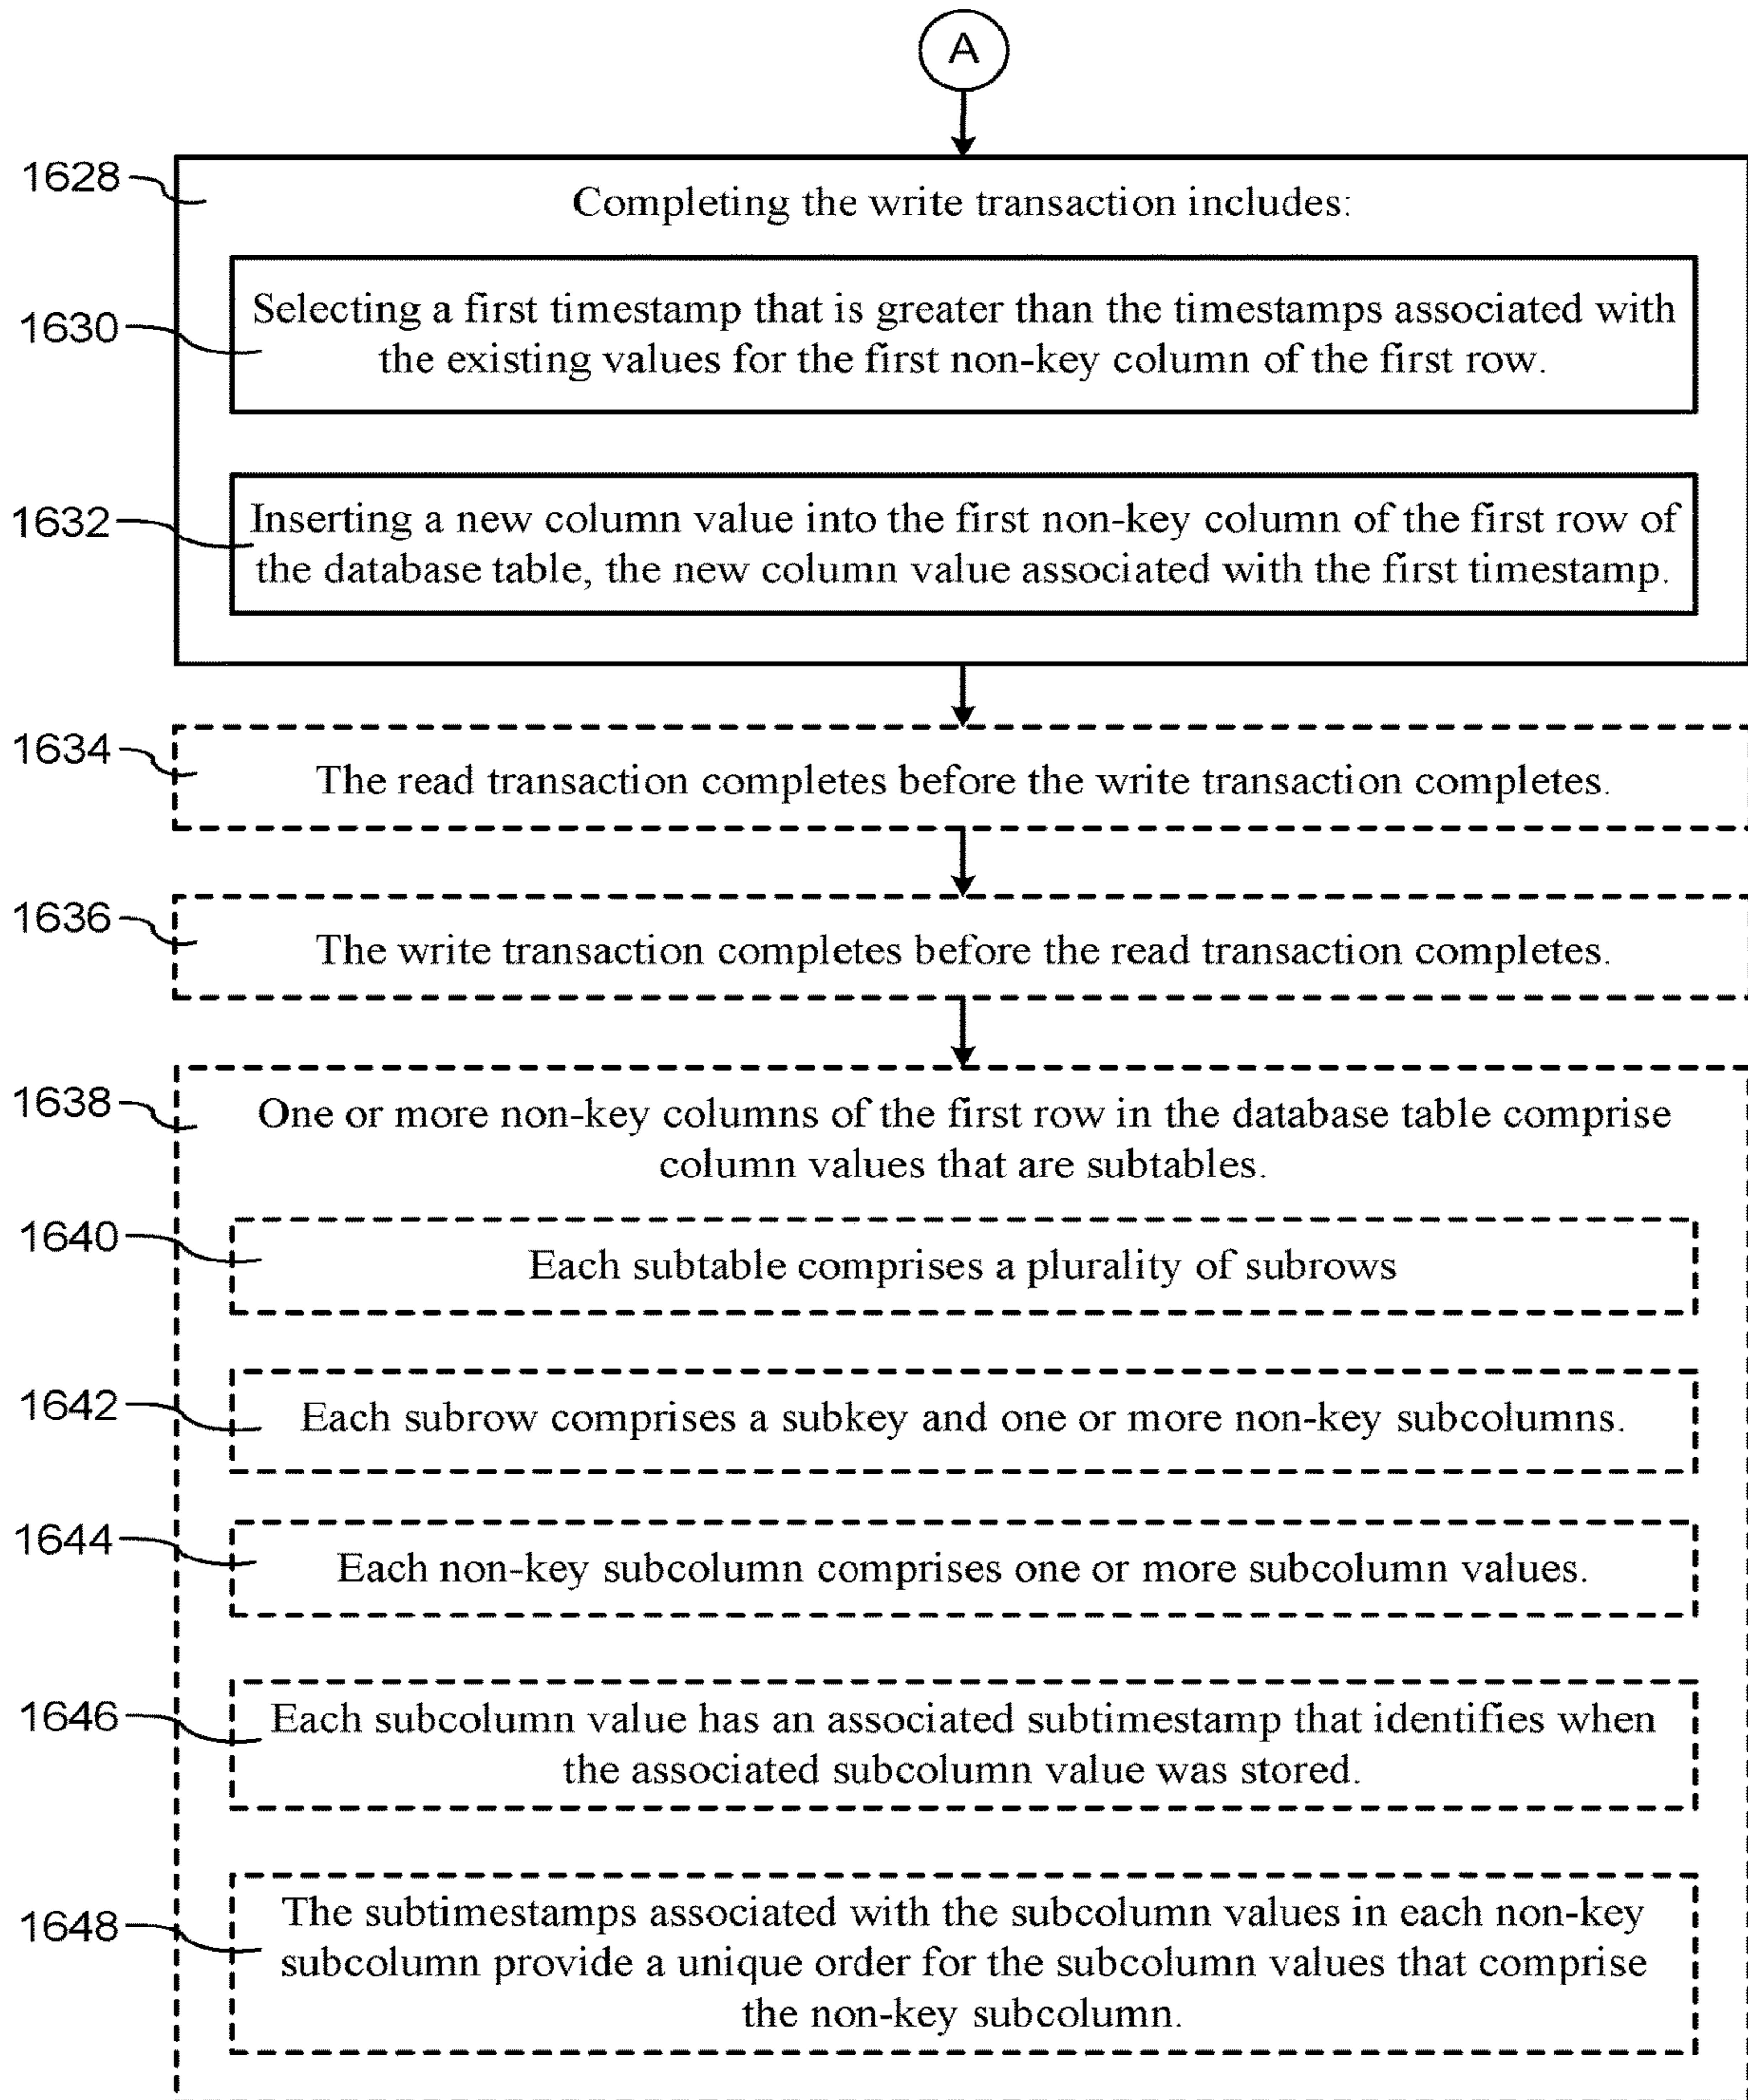 A
1628
Completing the write transaction includes:
1630
Selecting a first timestamp that is greater than the timestamps associated with
the existing values for the first non-key column of the first row.
1632
Inserting a new column value into the first non-key column of the first row of
the database table, the new column value associated with the first timestamp.
1634
The read transaction completes before the write transaction completes.
1636
The write transaction completes before the read transaction completes.
1638
One or more non-key columns of the first row in the database table comprise
column values that are subtables.
1640
Each subtable comprises a plurality of subrows
1642
Each subrow comprises a subkey and one or more non-key subcolumns.
1644
Each non-key subcolumn comprises one or more subcolumn values.
1646
Each subcolumn value has an associated subtimestamp that identifies when
the associated subcolumn value was stored.
1648
The subtimestamps associated with the subcolumn values in each non-key
subcolumn provide a unique order for the subcolumn values that comprise
the non-key subcolumn.